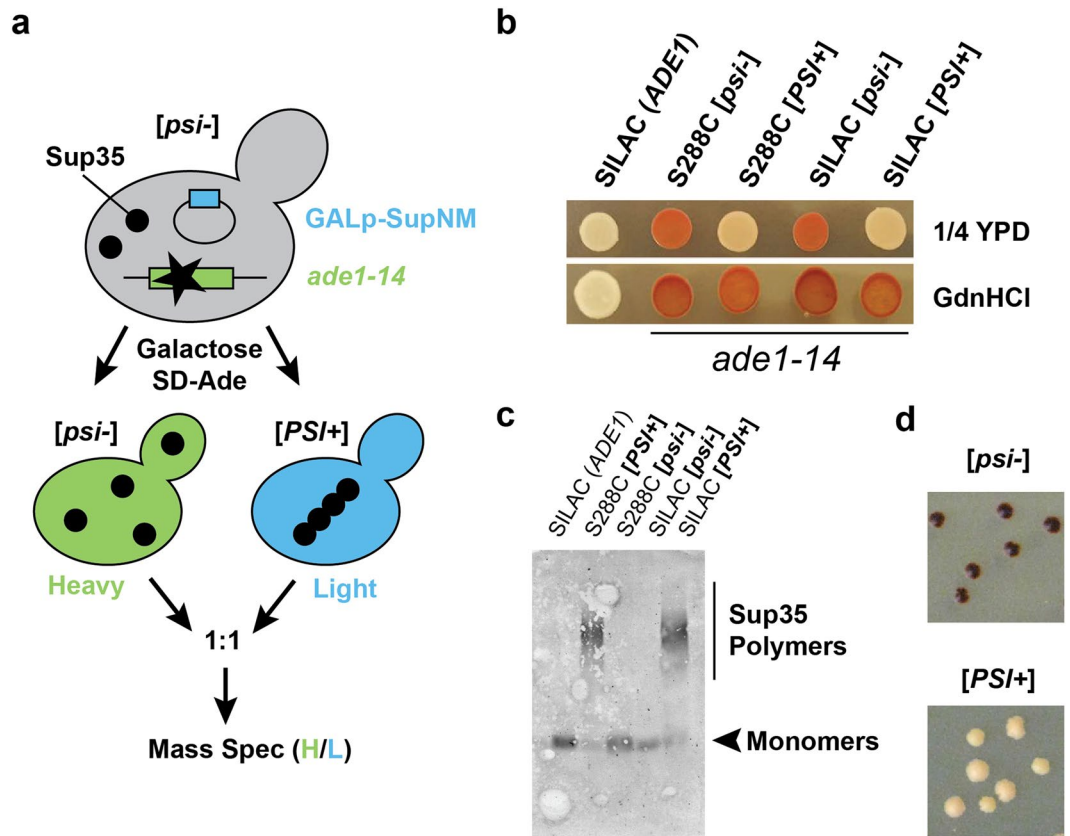 a
[psi-]
Sup35
GALp-SupNM
ade1-14
Galactose
SD-Ade
[psi-]
[PSI+]
Heavy
Light
1:1
Mass Spec (H/L)
b
SILAC (ADE1)
S288C [psi-]
S288C [PSI+]
SILAC [psi-]
SILAC [PSI+]
1/4 YPD
GdnHCl
ade1-14
c
SILAC (ADE1)
S288C [PSI+]
S288C [psi-]
SILAC [psi-]
SILAC [PSI+]
Sup35
Polymers
Monomers
d
[psi-]
[PSI+]